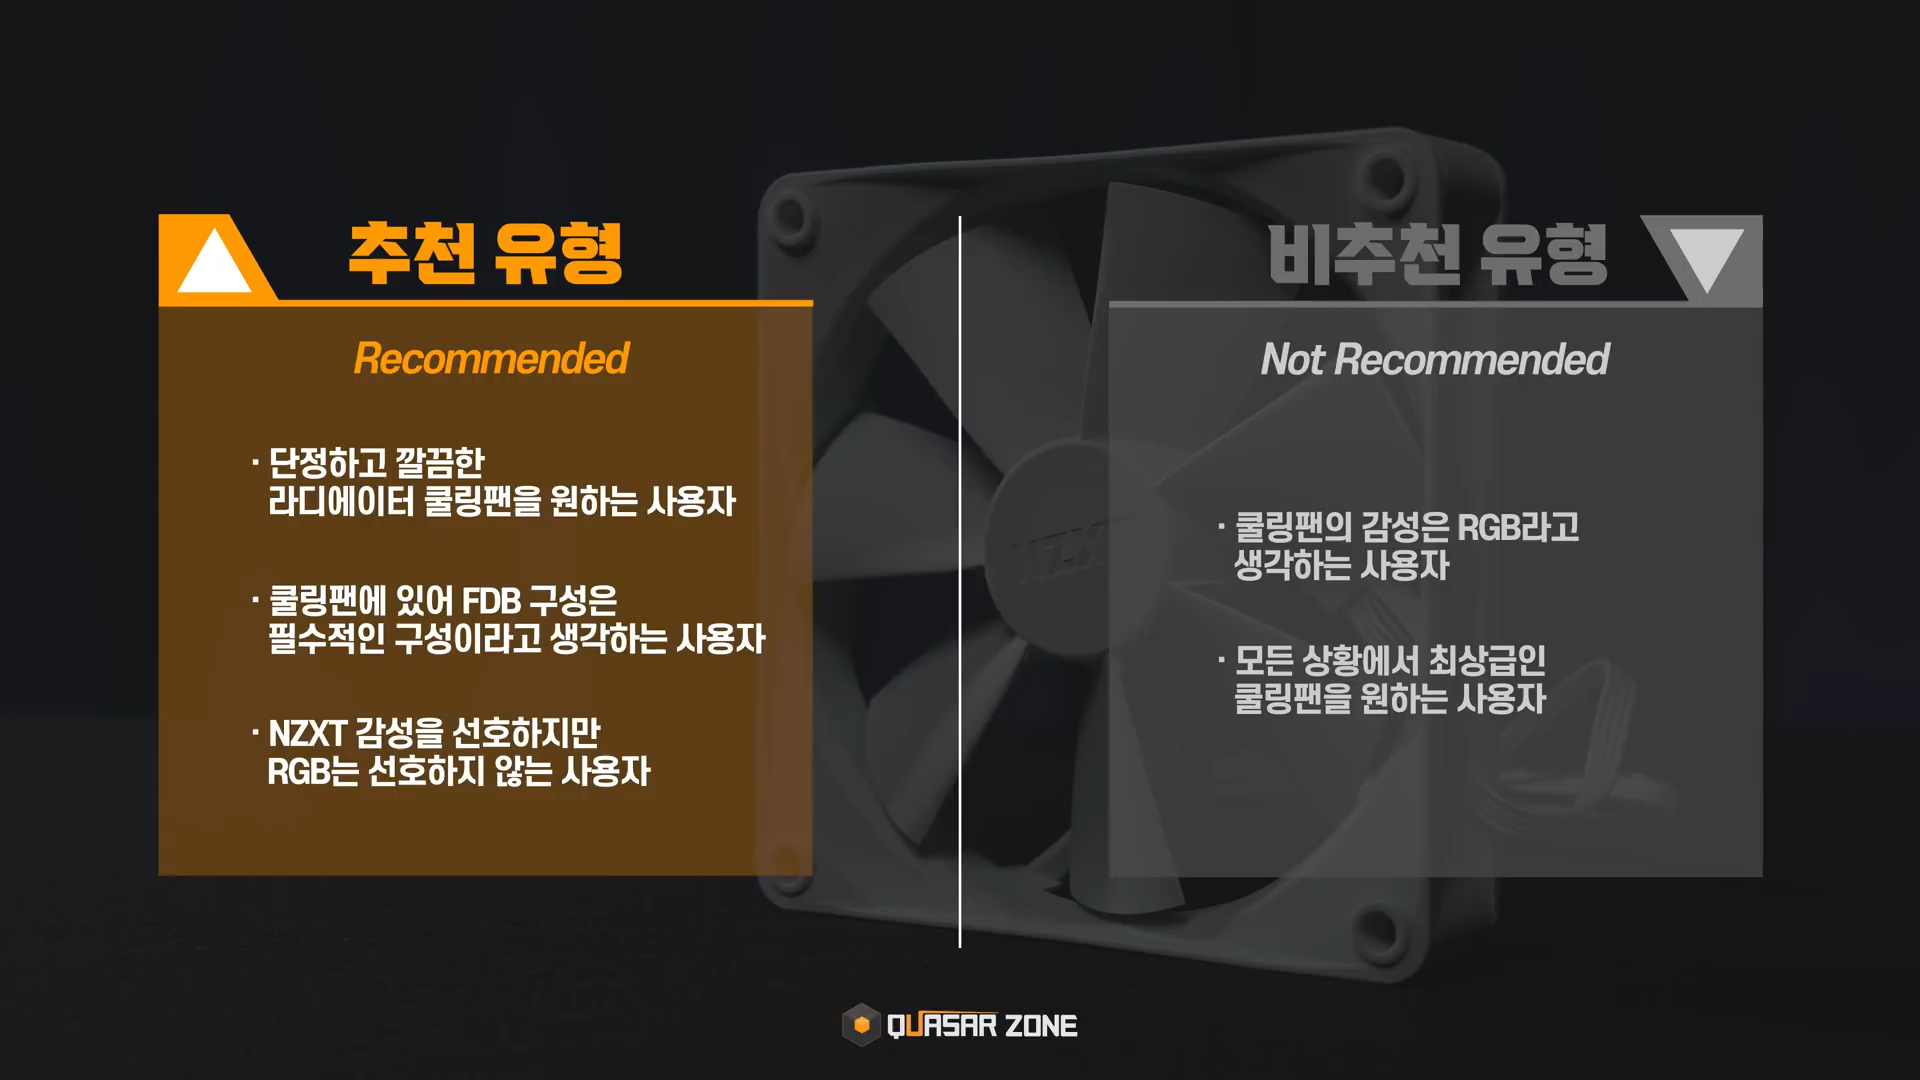 추천 유형
Recommended
· 단정하고 깔끔한
라디에이터 쿨링팬을 원하는 사용자
· 쿨링팬에 있어 FDB 구성은
필수적인 구성이라고 생각하는 사용자
· NZXT 감성을 선호하지만
RGB는 선호하지 않는 사용자
비추천 유형
Not Recommended
· 쿨링팬의 감성은 RGB라고
생각하는 사용자
· 모든 상황에서 최상급인
쿨링팬을 원하는 사용자
NZXT
QUASAR ZONE